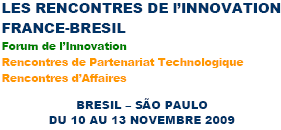 LES RENCONTRES DE l’INNOVATION
FRANCE-BRESIL
Forum de l’Innovation
Rencontres de Partenariat Technologique
Rencontres d’Affaires
BRESIL – SÃO PAULO
DU 10 AU 13 NOVEMBRE 2009